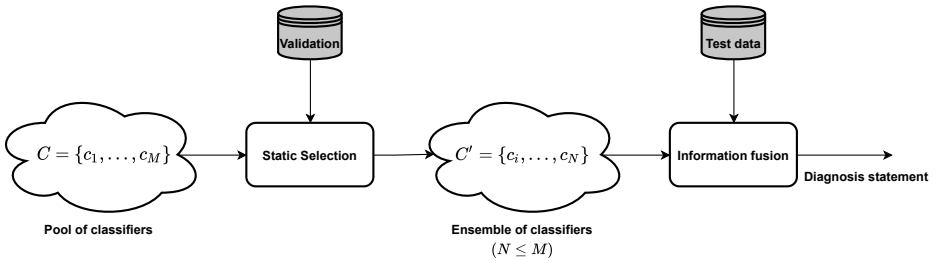 Validation
Test data
C = {c_1, ..., c_M}
Static Selection
C' = {c_i, ..., c_N}
Information fusion
Diagnosis statement
Pool of classifiers
Ensemble of classifiers
(N ≤ M)